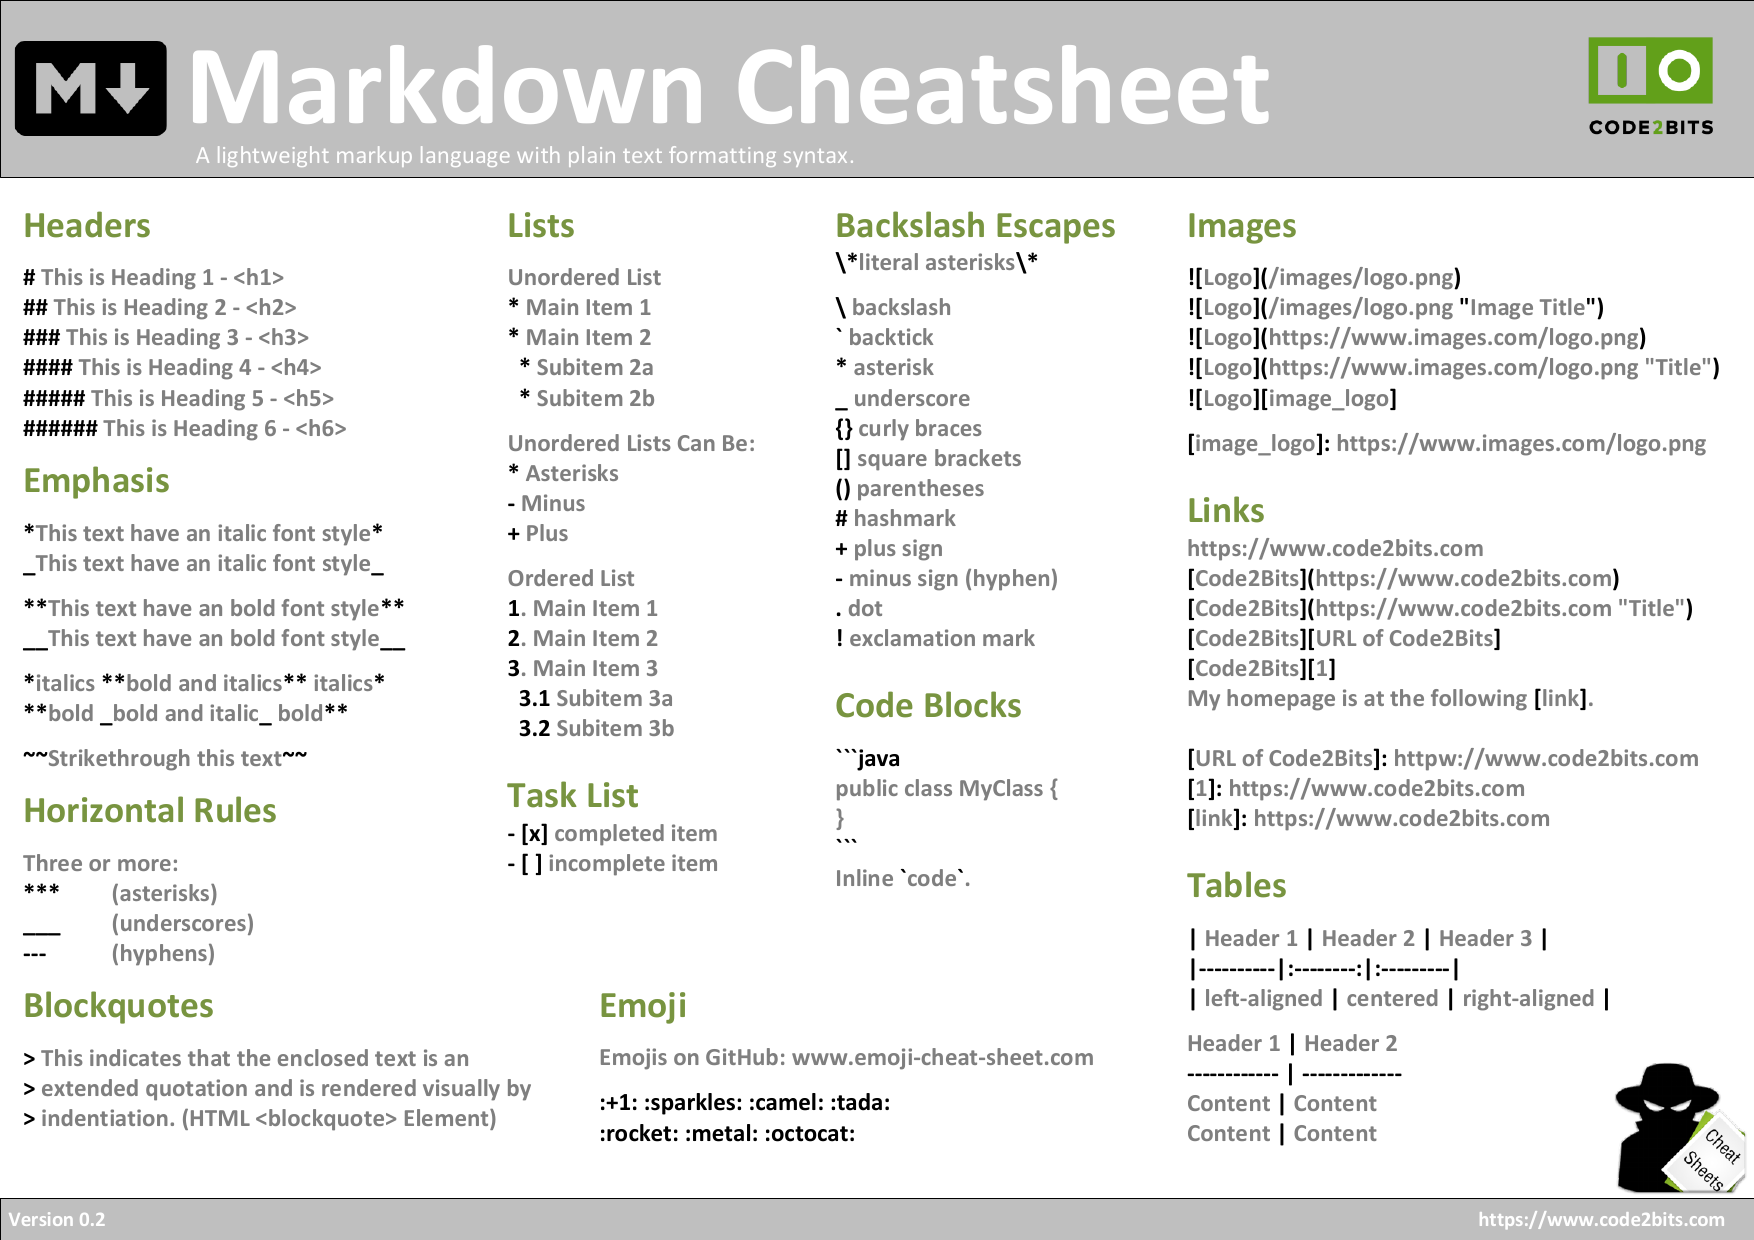 M
Markdown Cheatsheet
A lightweight markup language with plain text formatting syntax.
IO
CODE2BITS
Headers
# This is Heading 1 - <h1>
## This is Heading 2 - <h2>
### This is Heading 3 - <h3>
#### This is Heading 4 - <h4>
##### This is Heading 5 - <h5>
###### This is Heading 6 - <h6>
Emphasis
*This text have an italic font style*
_This text have an italic font style_
**This text have an bold font style**
__This text have an bold font style__
*italics **bold and italics** italics*
**bold _bold and italic_ bold**
~~Strikethrough this text~~
Horizontal Rules
Three or more:
*** (asterisks)
___ (underscores)
--- (hyphens)
Blockquotes
> This indicates that the enclosed text is an
> extended quotation and is rendered visually by
> indentiation. (HTML <blockquote> Element)
Lists
Unordered List
* Main Item 1
* Main Item 2
* Subitem 2a
* Subitem 2b
Unordered Lists Can Be:
* Asterisks
- Minus
+ Plus
Ordered List
1. Main Item 1
2. Main Item 2
3. Main Item 3
3.1 Subitem 3a
3.2 Subitem 3b
Task List
- [x] completed item
- [ ] incomplete item
Emoji
Emojis on GitHub: www.emoji-cheat-sheet.com
:+1: :sparkles: :camel: :tada:
:rocket: :metal: :octocat:
Backslash Escapes
\*literal asterisks\*
\ backslash
` backtick
* asterisk
_ underscore
{} curly braces
[] square brackets
() parentheses
# hashmark
+ plus sign
- minus sign (hyphen)
. dot
! exclamation mark
Code Blocks
```java
public class MyClass {
}
```
Inline `code`.
Images
![Logo](/images/logo.png)
![Logo](/images/logo.png "Image Title")
![Logo](https://www.images.com/logo.png)
![Logo](https://www.images.com/logo.png "Title")
![Logo][image_logo]
[image_logo]: https://www.images.com/logo.png
Links
https://www.code2bits.com
[Code2Bits](https://www.code2bits.com)
[Code2Bits](https://www.code2bits.com "Title")
[Code2Bits][URL of Code2Bits]
[Code2Bits][1]
My homepage is at the following [link].
[URL of Code2Bits]: httpw://www.code2bits.com
[1]: https://www.code2bits.com
[link]: https://www.code2bits.com
Tables
| Header 1 | Header 2 | Header 3 |
|----------|:--------:|:---------|
| left-aligned | centered | right-aligned |
Header 1 | Header 2
------------ | -------------
Content | Content
Content | Content
Cheat
Sheets
Version 0.2
https://www.code2bits.com